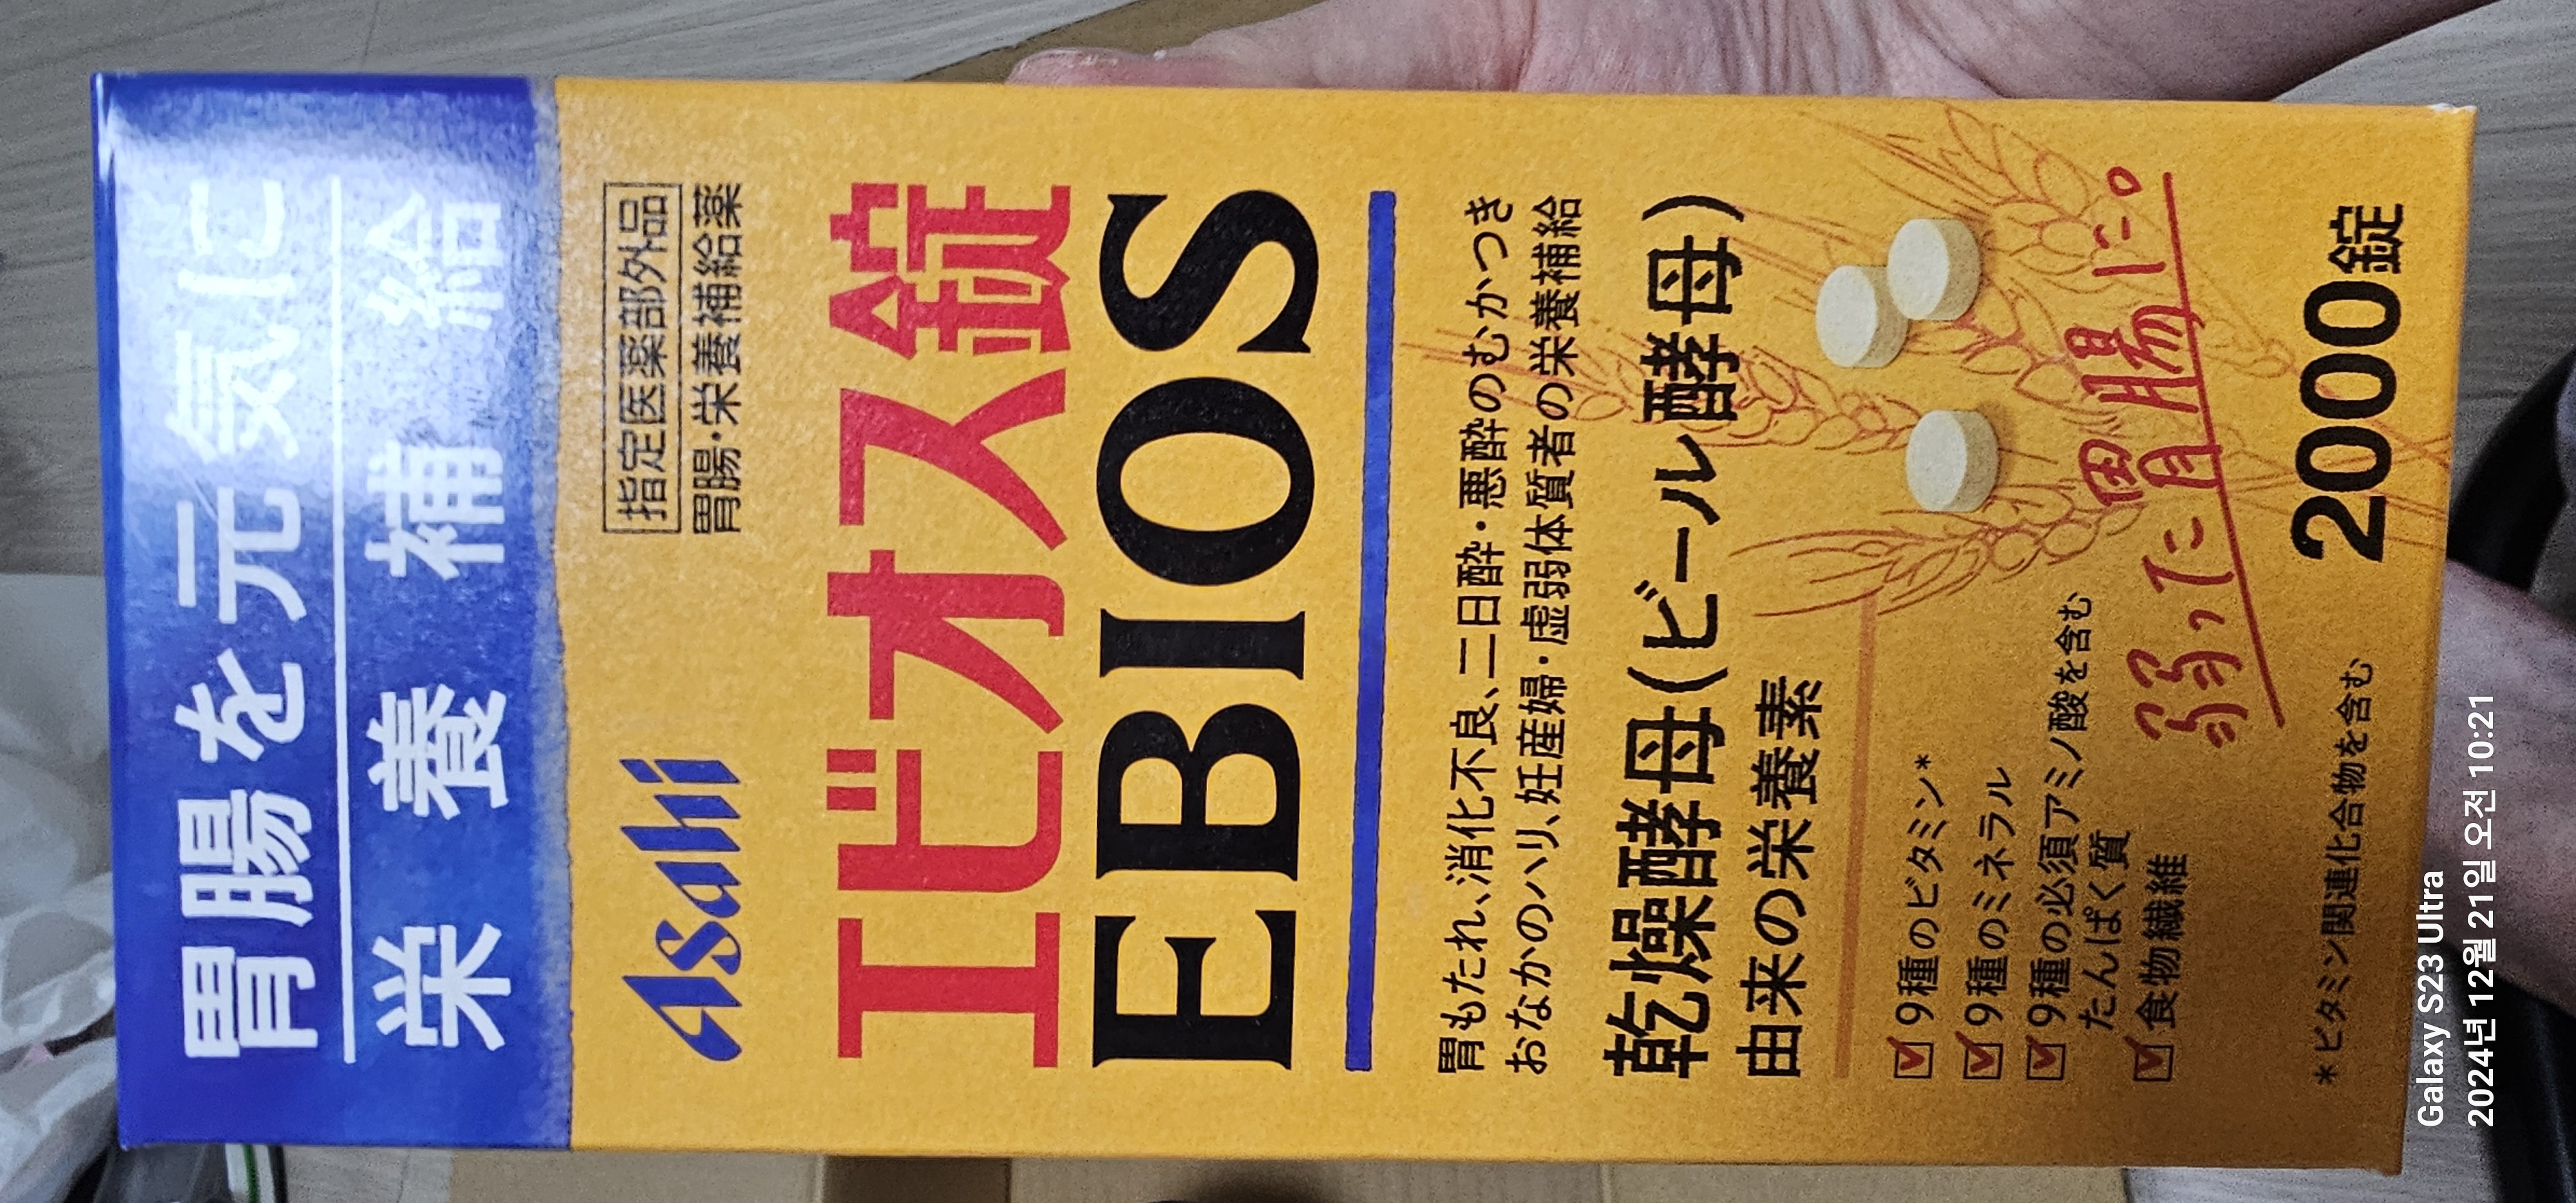 胃腸を元気に
栄養補給
Asahi
指定医薬部外品
胃腸・栄養補給薬
エビオス錠
EBIOS
胃もたれ、消化不良、二日酔・悪酔のむかつき
おなかのハリ、妊産婦・虚弱体質者の栄養補給
乾燥酵母(ビール酵母)
由来の栄養素
9種のビタミン*
9種のミネラル
9種の必須アミノ酸を含む
たんぱく質
食物繊維
弱った胃腸に。
*ビタミン関連化合物を含む
2000錠
Galaxy S23 Ultra
2024년 12월 21일 오전 10:21